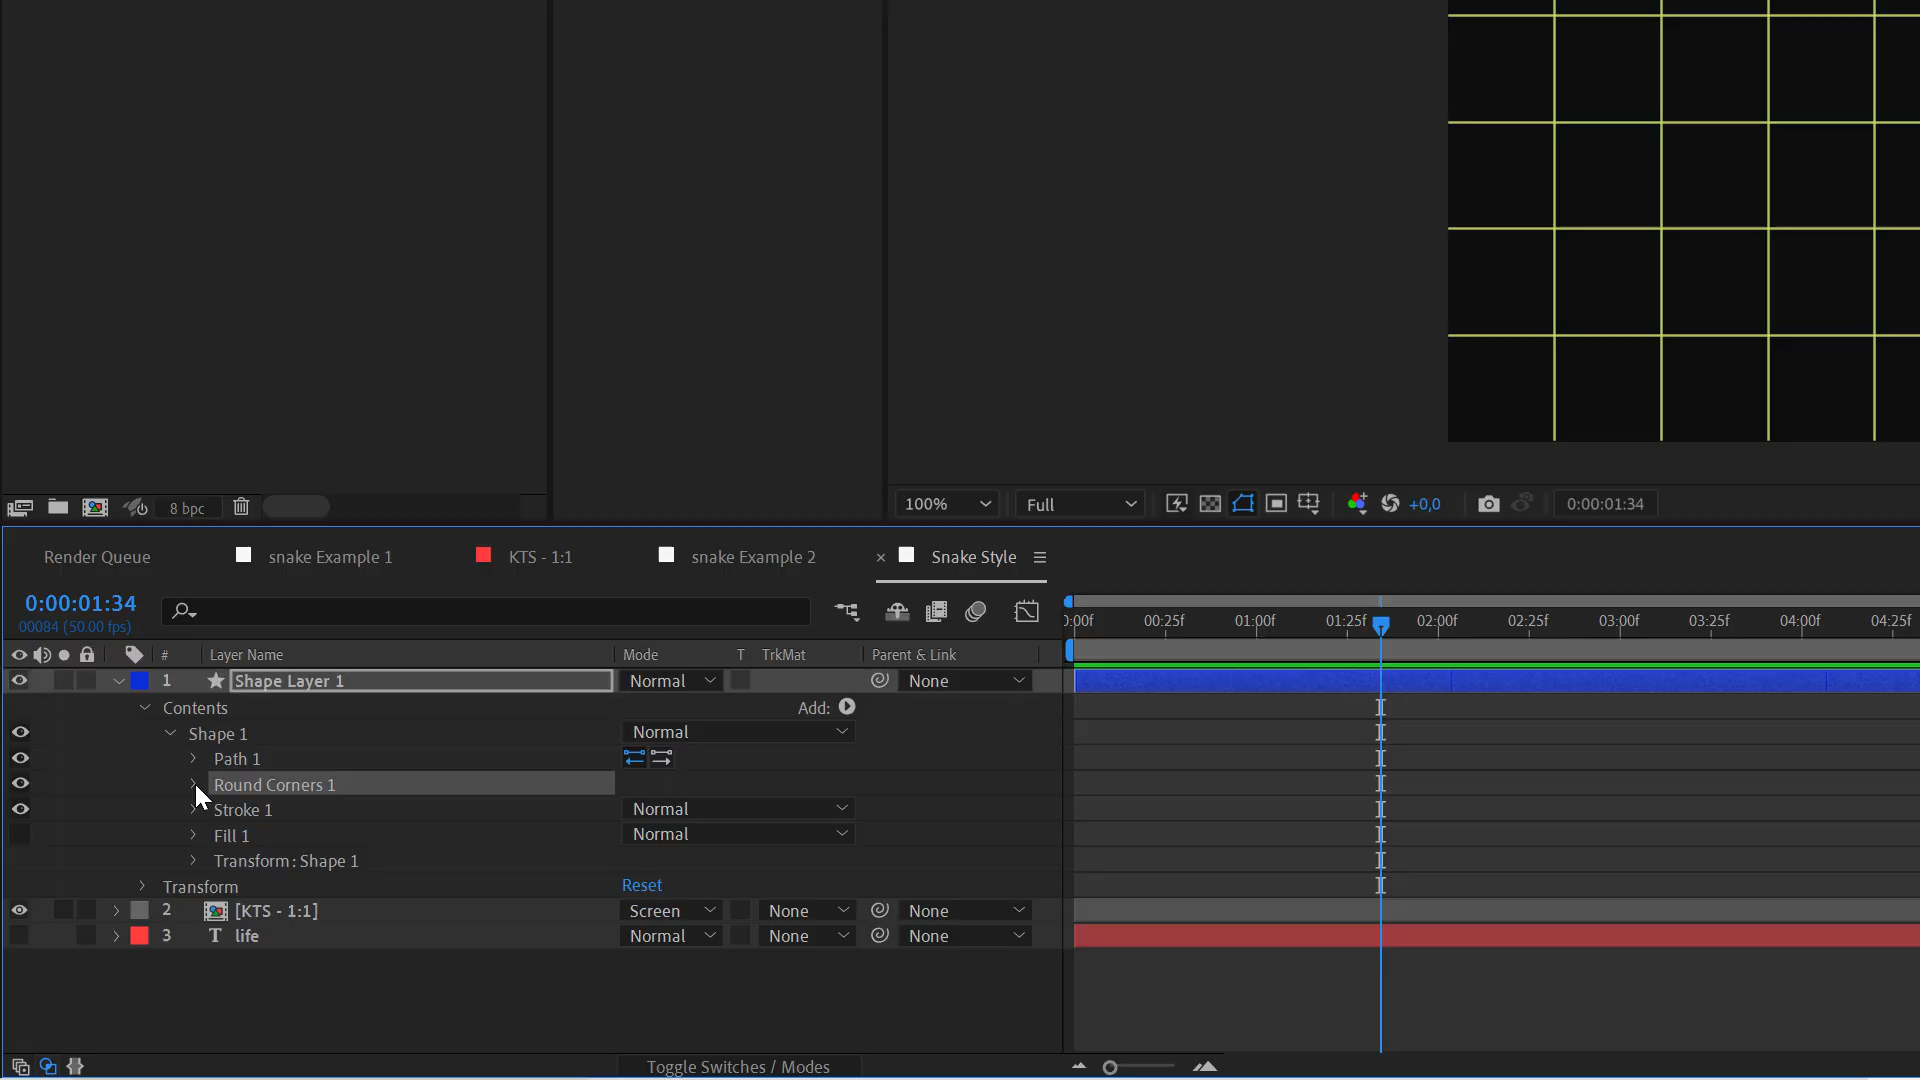 8 bpc
100% Full +0,0 0:00:01:34
Render Queue snake Example 1 KTS - 1:1 snake Example 2 × Snake Style
0:00:01:34
00084 (50.00 fps)
):00f 00:25f 01:00f 01:25f 02:00f 02:25f 03:00f 03:25f 04:00f 04:25f
# Layer Name Mode T TrkMat Parent & Link
1 Shape Layer 1 Normal None
Contents Add:
Shape 1 Normal
Path 1
Round Corners 1
Stroke 1 Normal
Fill 1 Normal
Transform: Shape 1
Transform Reset
2 [KTS - 1:1] Screen None None
3 T life Normal None None
Toggle Switches / Modes